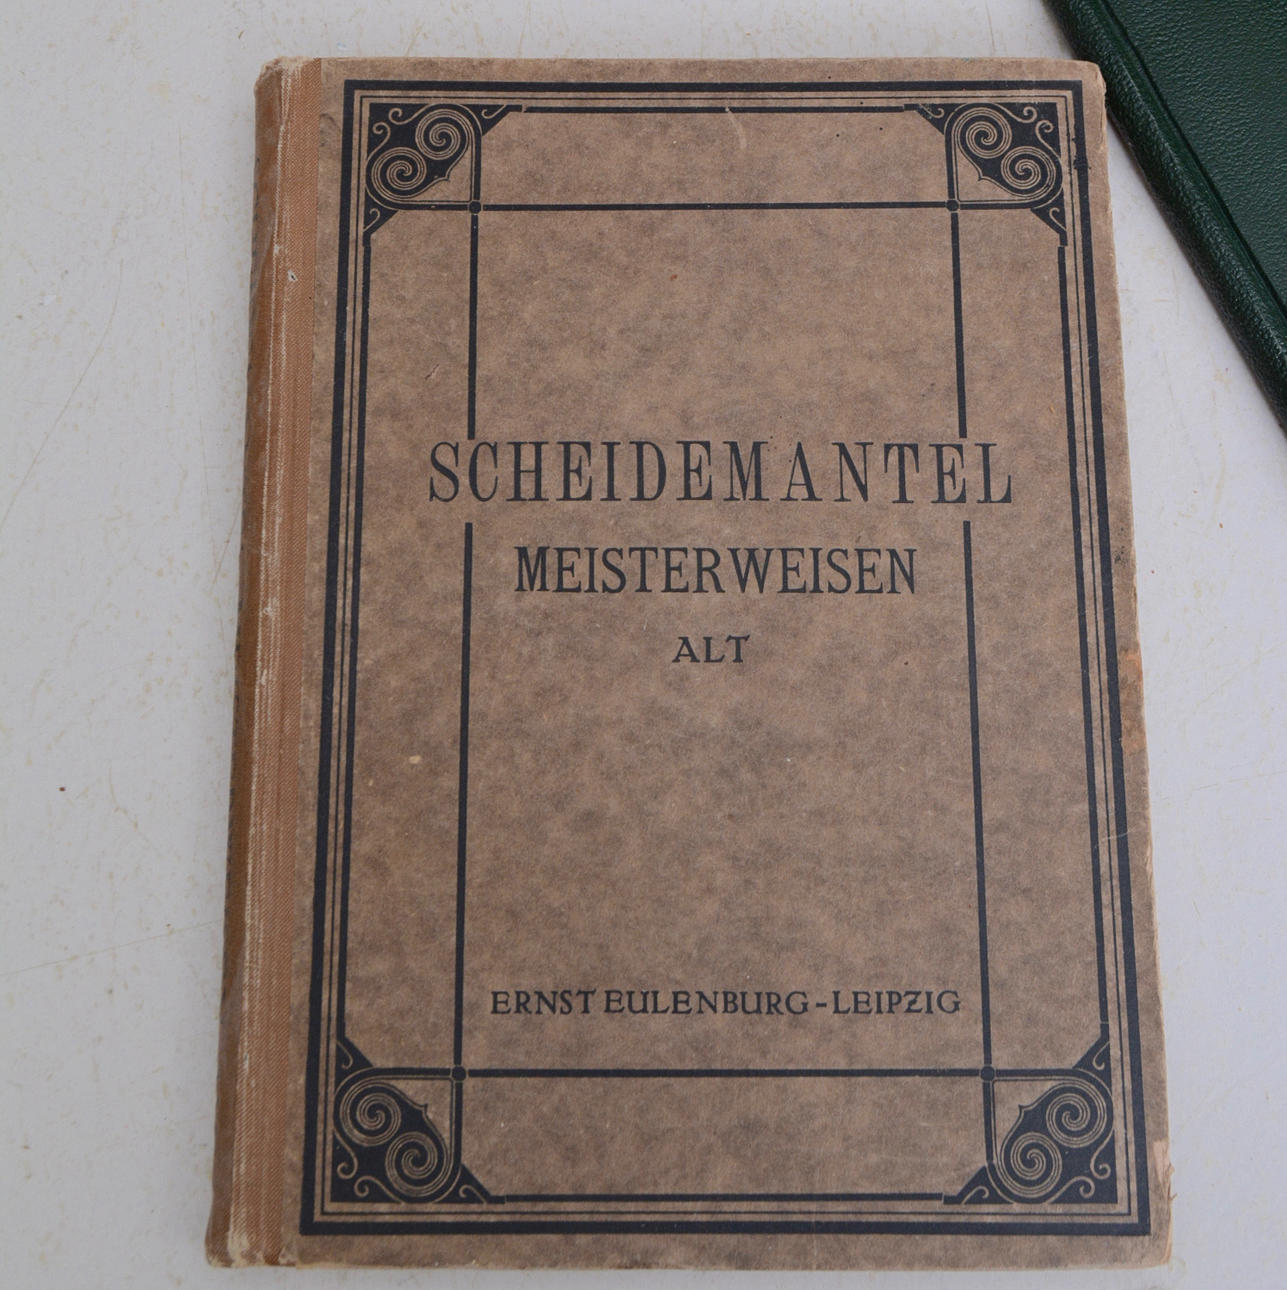 SCHEIDEMANTEL
MEISTERWEISEN
ALT
ERNST EULENBURG-LEIPZIG